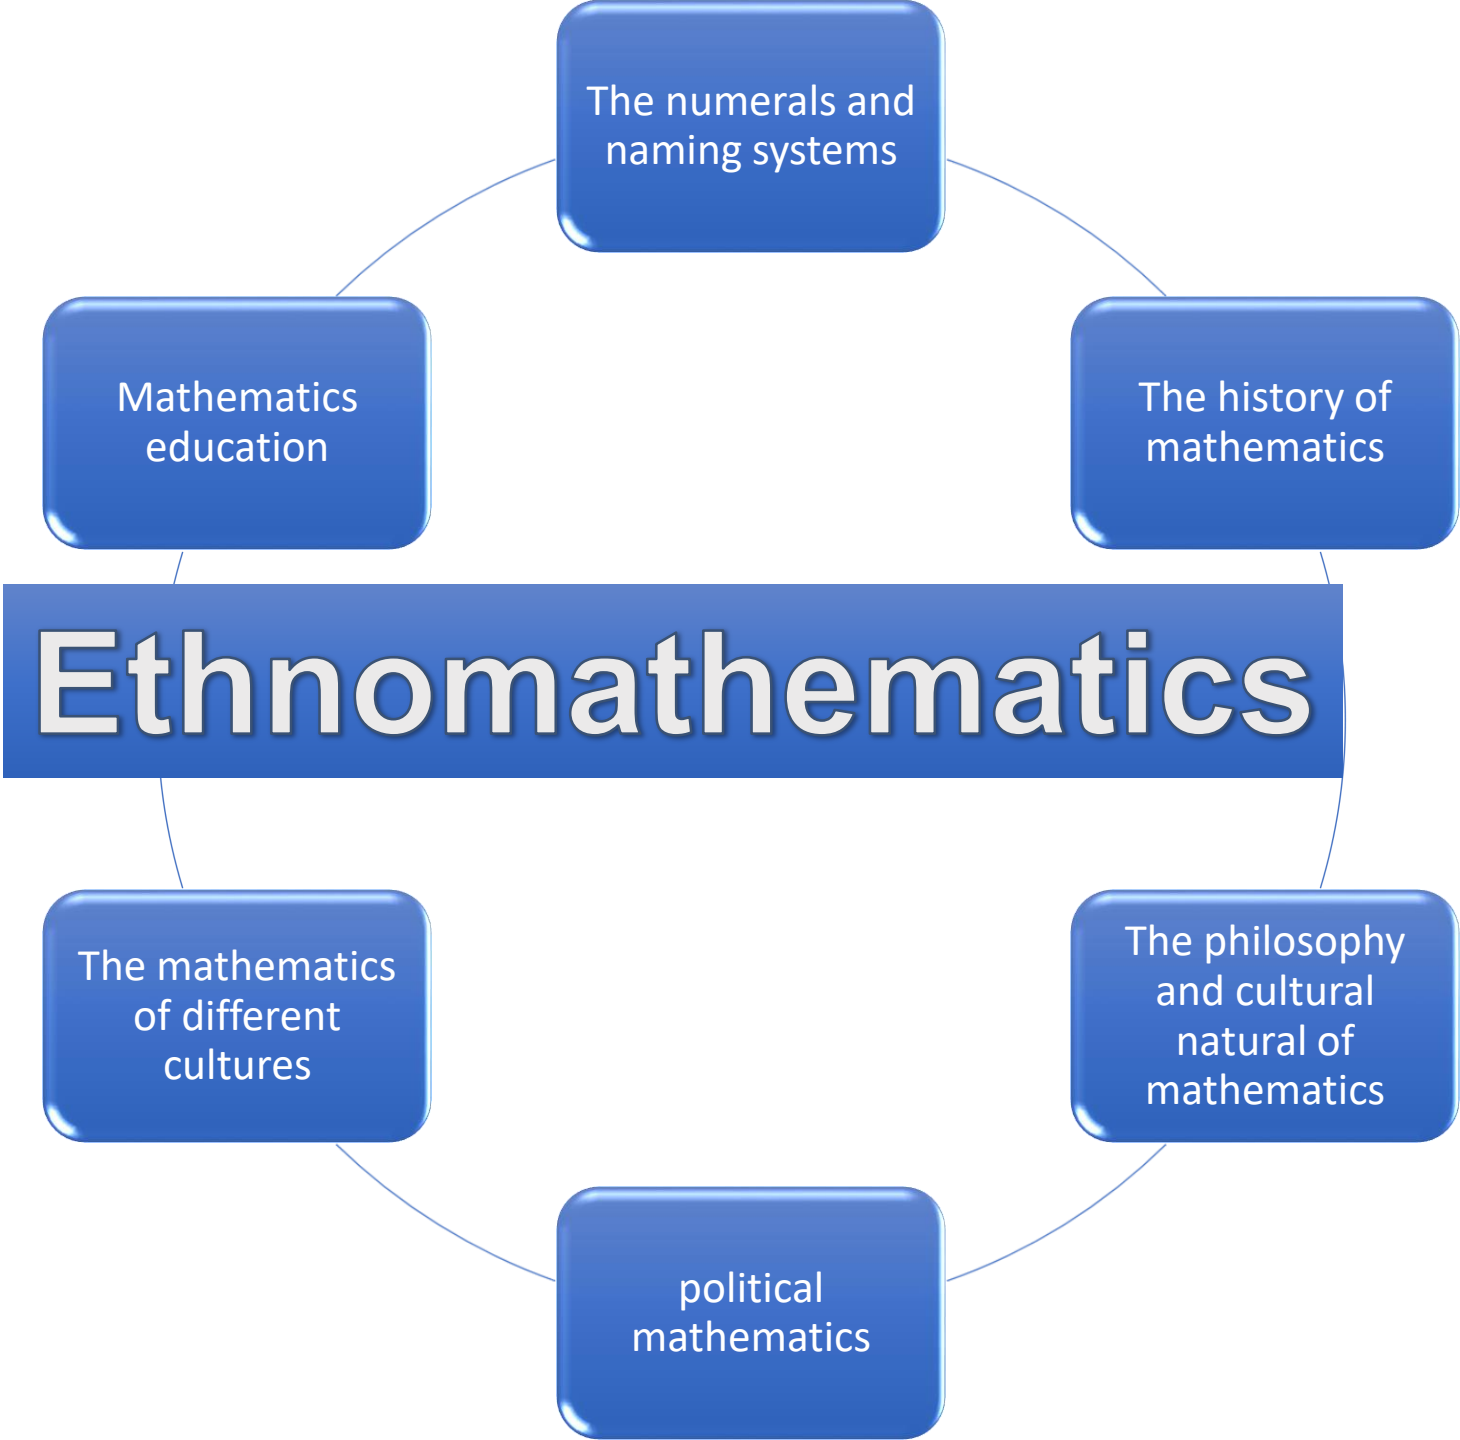 The numerals and
naming systems
Mathematics
education
The history of
mathematics
Ethnomathematics
The mathematics
of different
cultures
The philosophy
and cultural
natural of
mathematics
political
mathematics